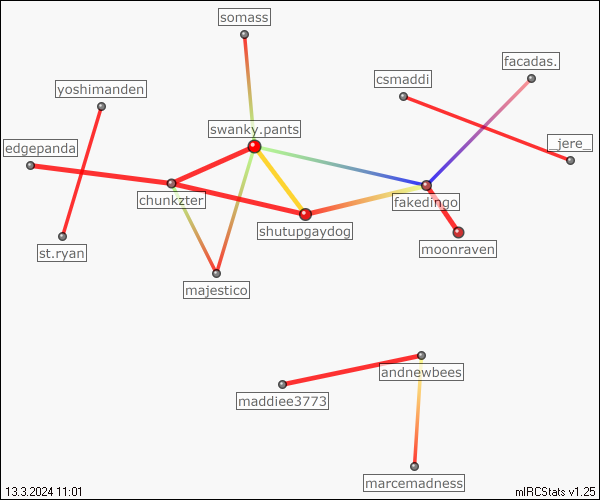 somass
facadas.
csmaddi
yoshimanden
swanky.pants
edgepanda
_jere_
chunkzter
fakedingo
shutupgaydog
st.ryan
moonraven
majestico
andnewbees
maddiee3773
marcemadness
13.3.2024 11:01
mIRCStats v1.25